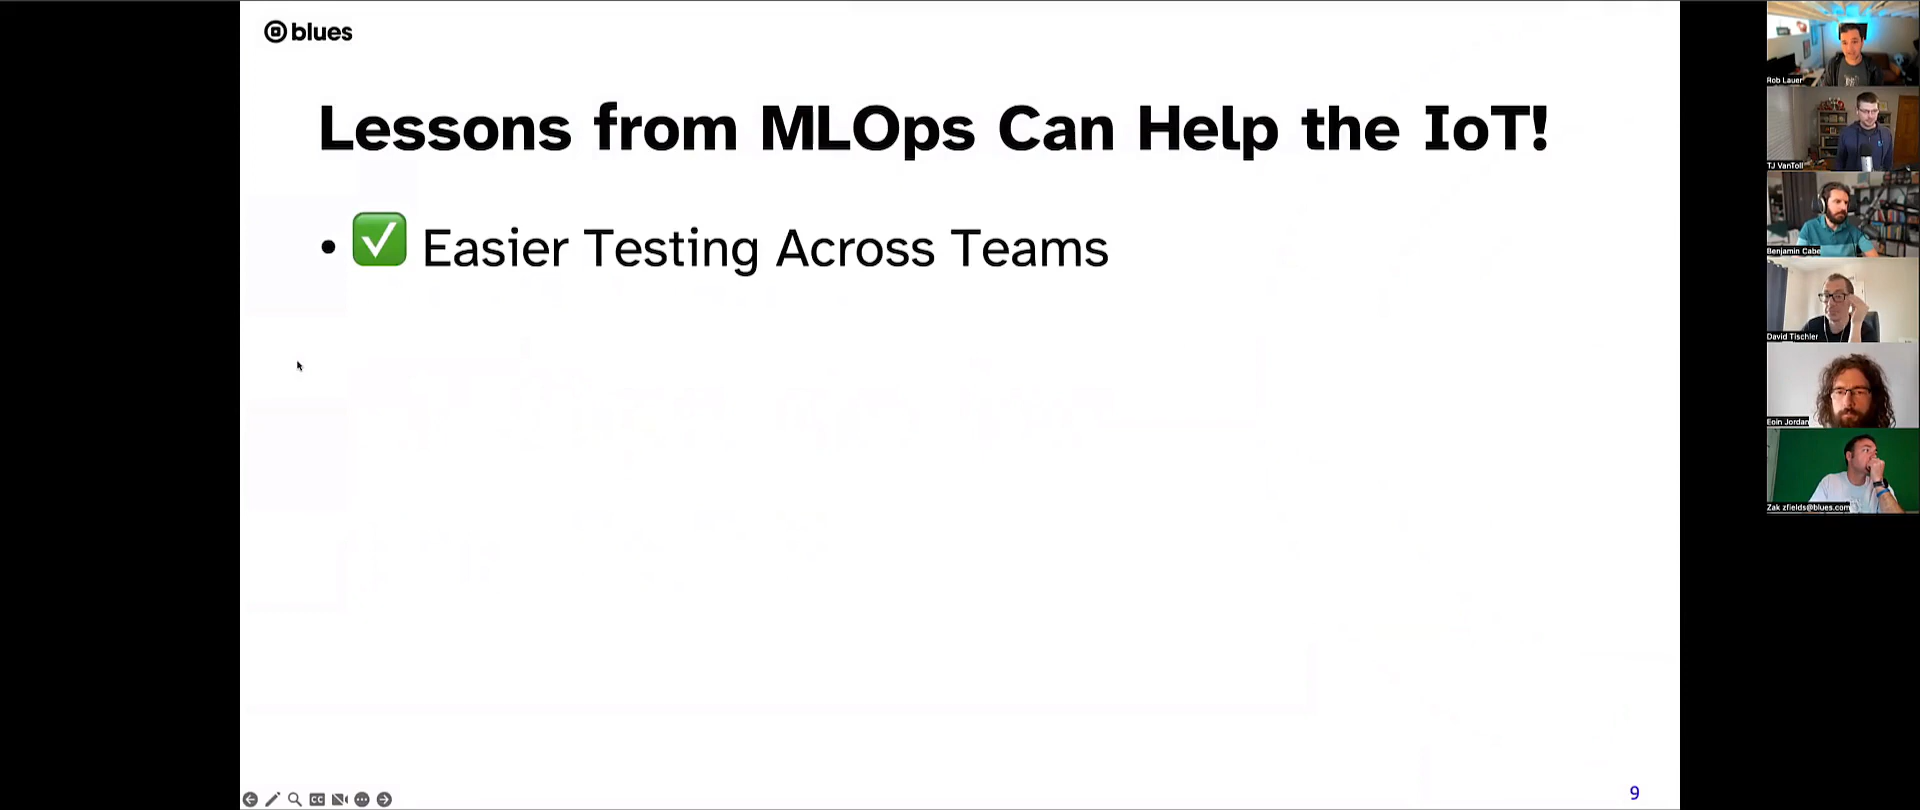 blues
Lessons from MLOps Can Help the IoT!
• ✅ Easier Testing Across Teams
CC
9
Rob Lauer
TJ VanToll
Benjamin Cabe
David Tischler
Eoin Jordan
Zak zfields@blues.com